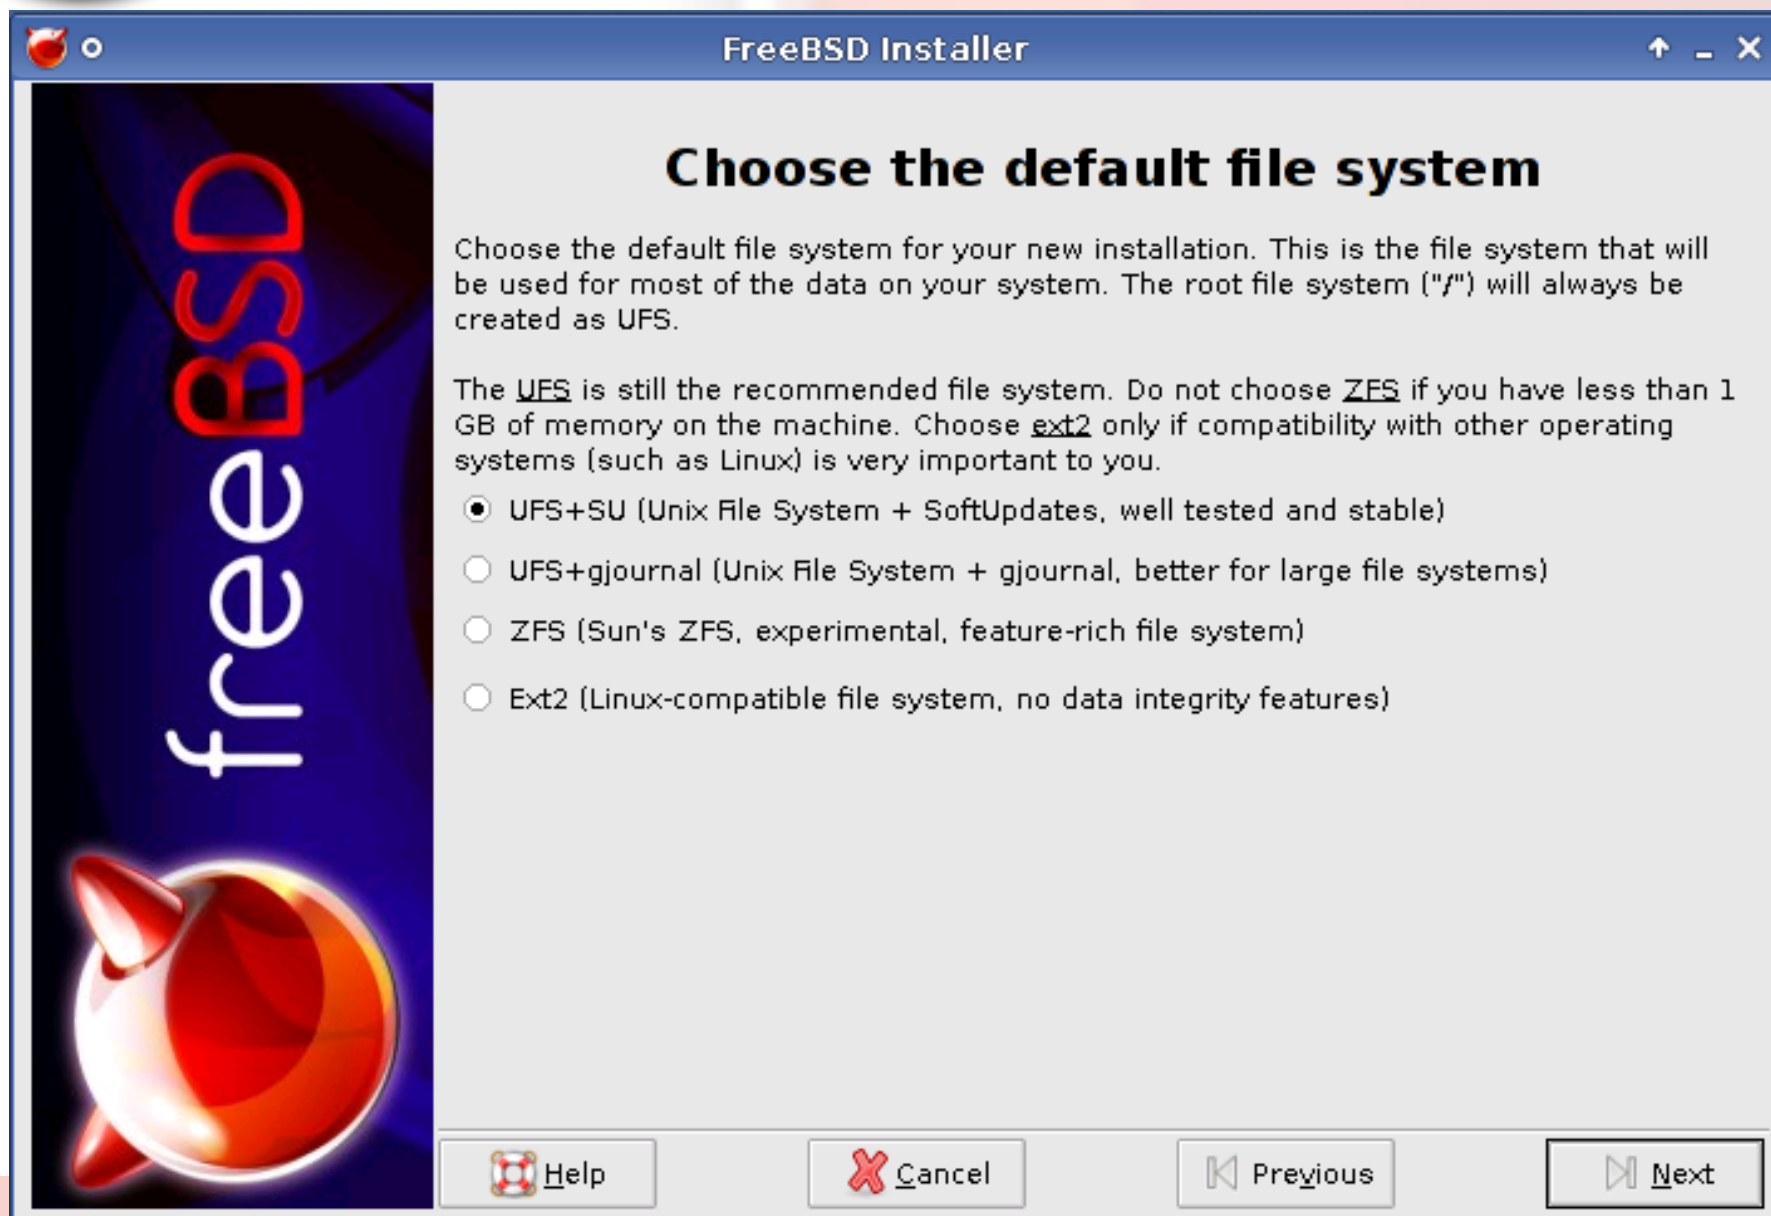 FreeBSD Installer
freeBSD
Choose the default file system
Choose the default file system for your new installation. This is the file system that will
be used for most of the data on your system. The root file system ("/") will always be
created as UFS.
The UFS is still the recommended file system. Do not choose ZFS if you have less than 1
GB of memory on the machine. Choose ext2 only if compatibility with other operating
systems (such as Linux) is very important to you.
UFS+SU (Unix File System + SoftUpdates, well tested and stable)
UFS+gjournal (Unix File System + gjournal, better for large file systems)
ZFS (Sun's ZFS, experimental, feature-rich file system)
Ext2 (Linux-compatible file system, no data integrity features)
Help
Cancel
Previous
Next